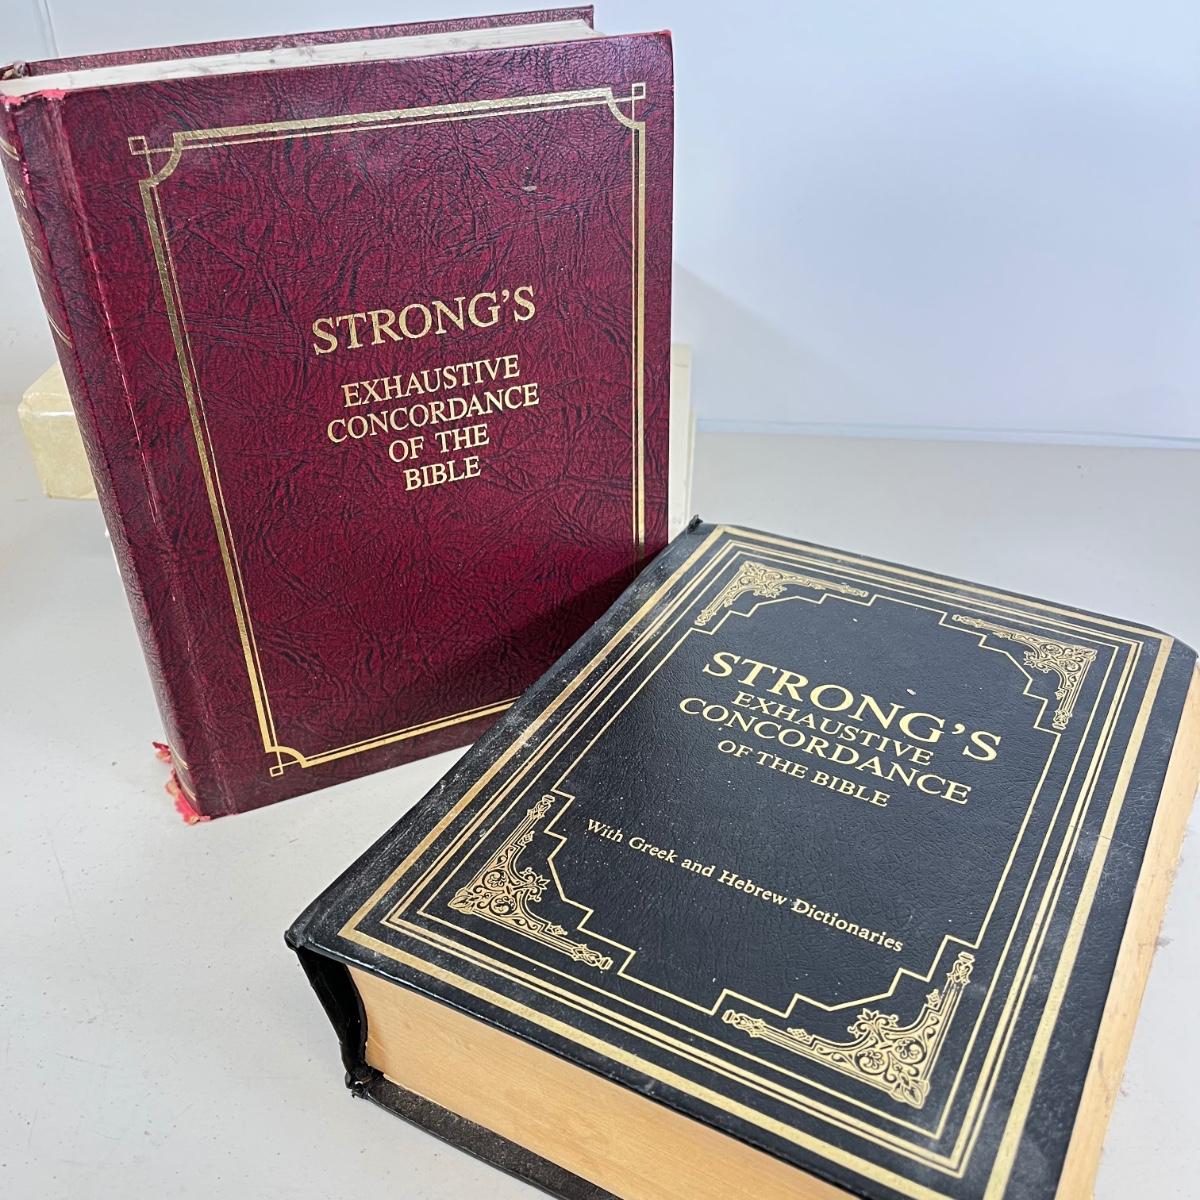 STRONG'S
EXHAUSTIVE
CONCORDANCE
OF THE
BIBLE
STRONG'S
EXHAUSTIVE
CONCORDANCE
OF THE BIBLE
With Greek and Hebrew Dictionaries